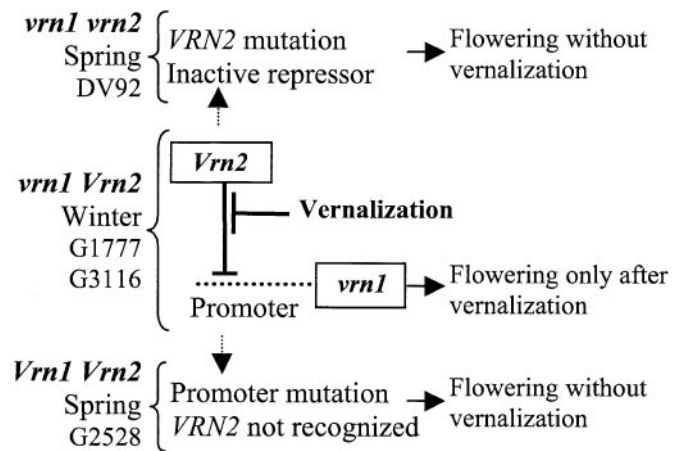 vrn1 vrn2
Spring
DV92
VRN2 mutation
Inactive repressor
Flowering without
vernalization
vrn1 Vrn2
Winter
G1777
G3116
Vrn2
Vernalization
Promoter
vrn1
Flowering only after
vernalization
Vrn1 Vrn2
Spring
G2528
Promoter mutation
VRN2 not recognized
Flowering without
vernalization